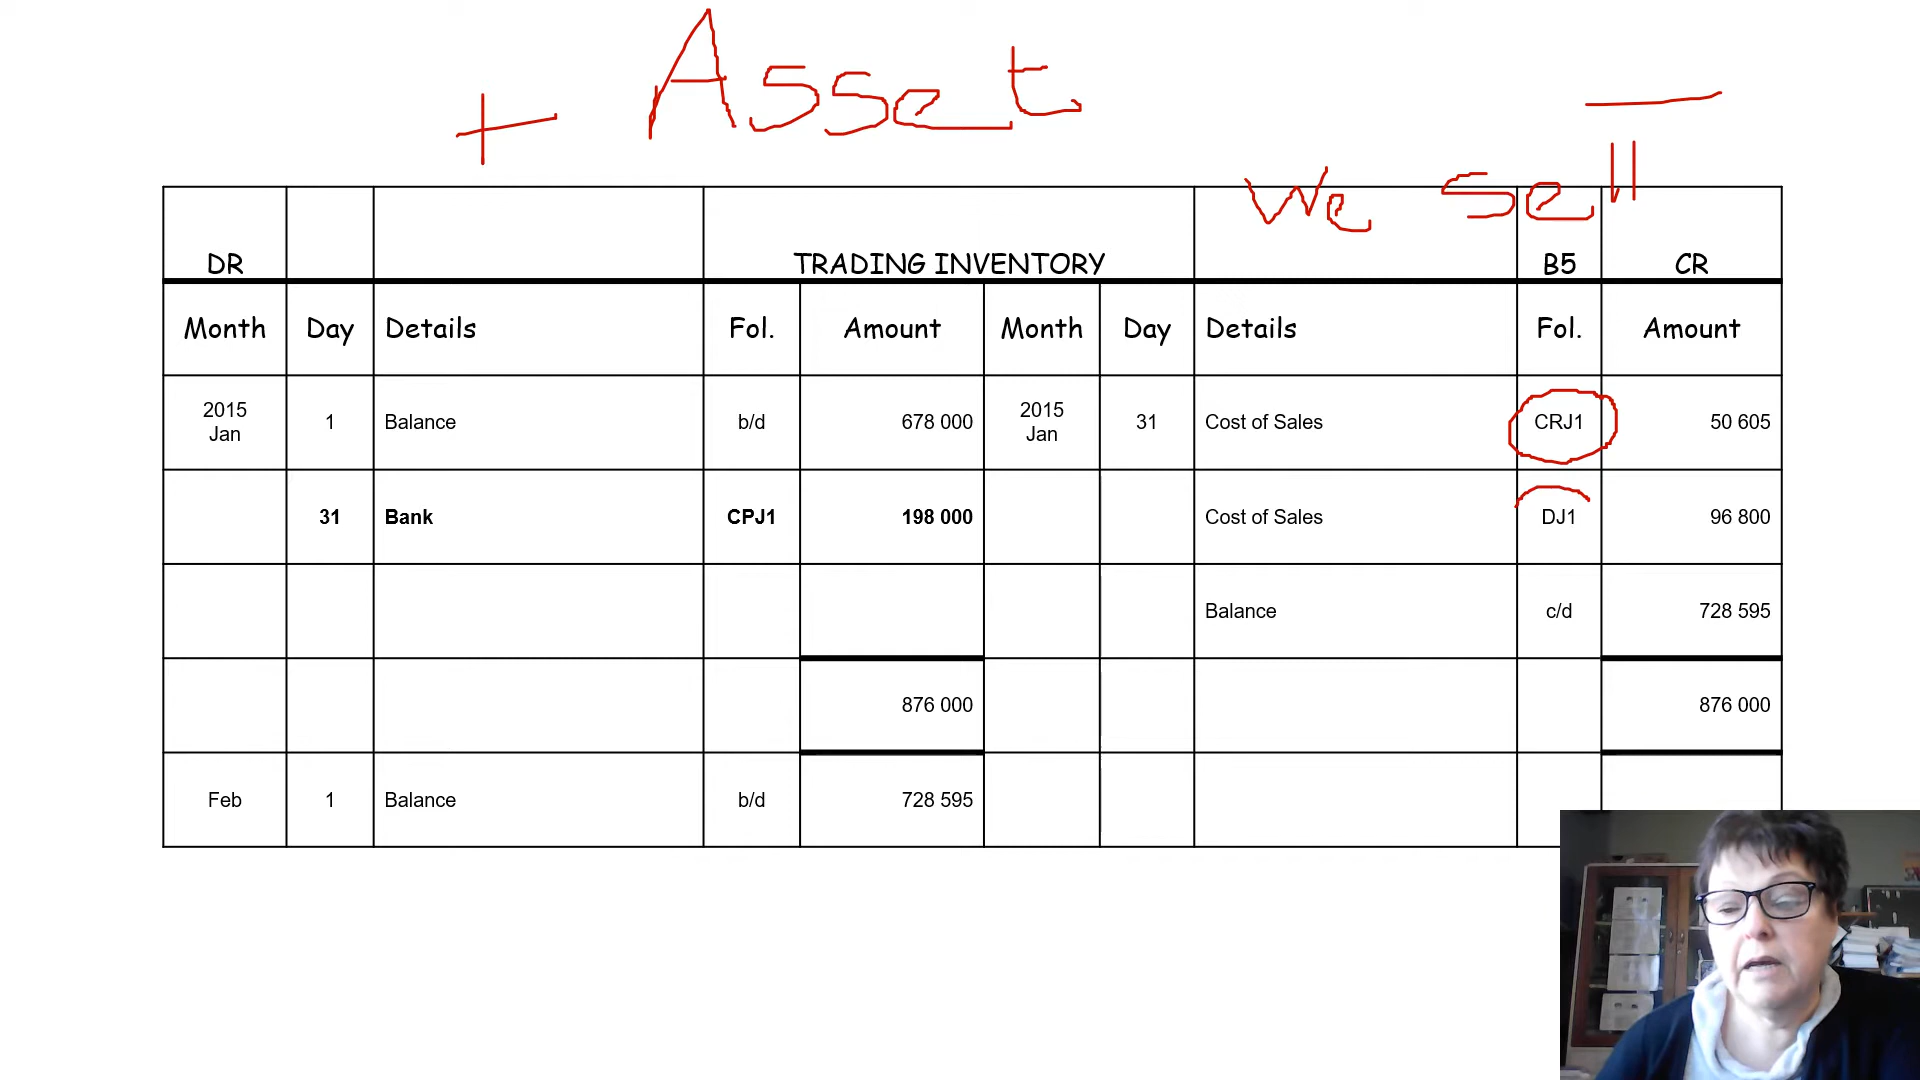 + Asset —
We sell
DR TRADING INVENTORY B5 CR
Month Day Details Fol. Amount Month Day Details Fol. Amount
2015 Jan 1 Balance b/d 678 000 2015 Jan 31 Cost of Sales CRJ1 50 605
31 Bank CPJ1 198 000 Cost of Sales DJ1 96 800
Balance c/d 728 595
876 000 876 000
Feb 1 Balance b/d 728 595